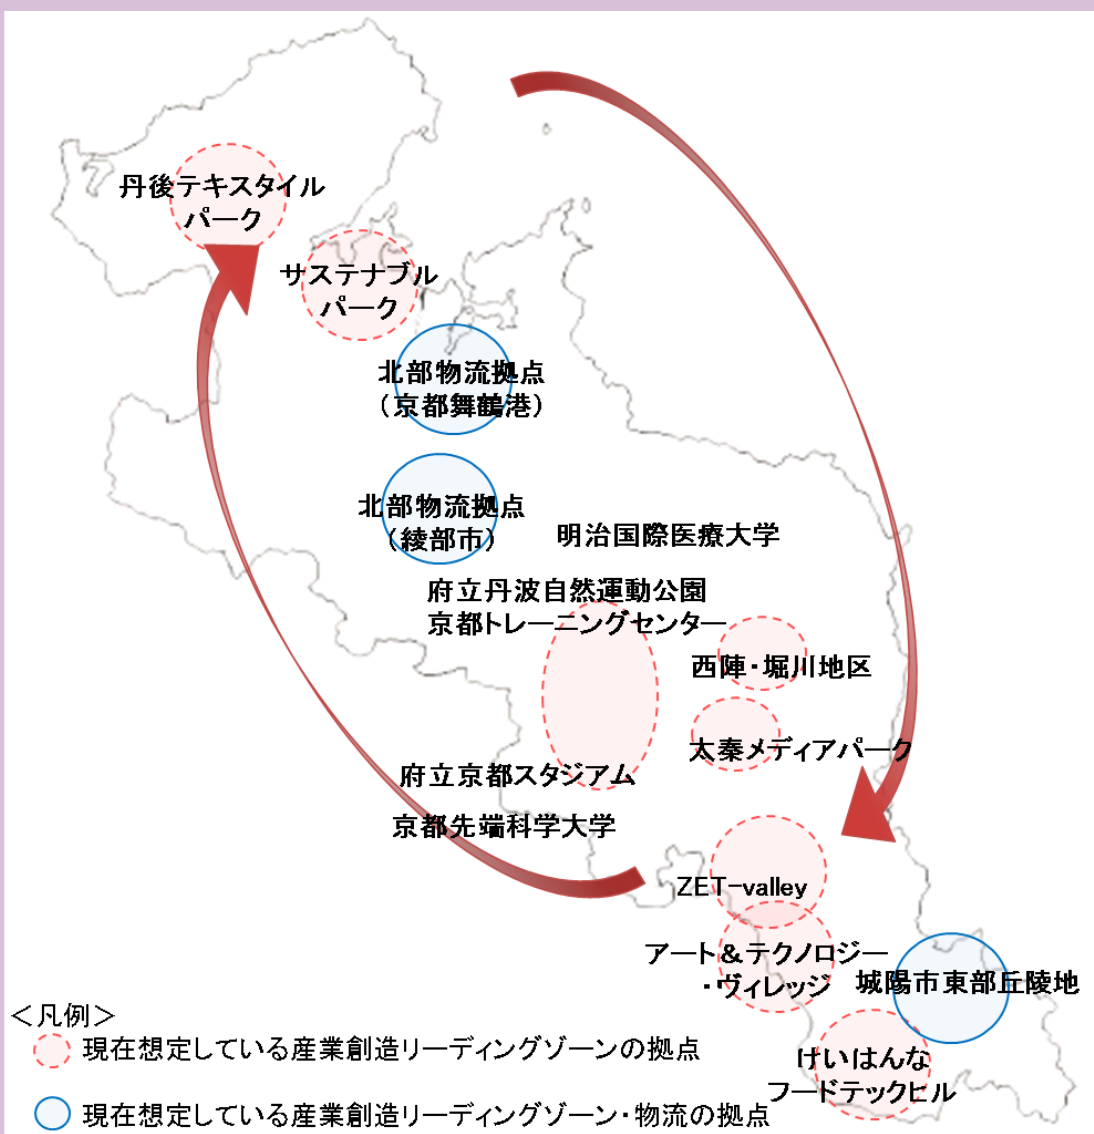 丹後テキスタイル
パーク
サステナブル
パーク
北部物流拠点
（京都舞鶴港）
北部物流拠点
（綾部市）
明治国際医療大学
府立丹波自然運動公園
京都トレーニングセンター
西陣・堀川地区
太秦メディアパーク
府立京都スタジアム
京都先端科学大学
ZET-valley
アート＆テクノロジー
・ヴィレッジ
城陽市東部丘陵地
けいはんな
フードテックヒル
＜凡例＞
現在想定している産業創造リーディングゾーンの拠点
現在想定している産業創造リーディングゾーン・物流の拠点